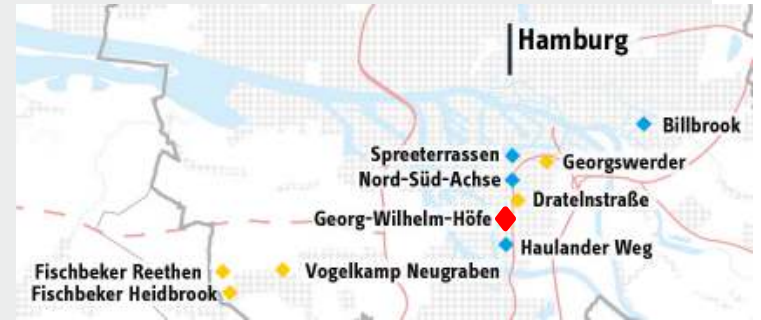 Hamburg
Billbrook
Spreeterrassen
Georgswerder
Nord-Süd-Achse
Dratelnstraße
Georg-Wilhelm-Höfe
Haulander Weg
Fischbeker Reethen
Vogelkamp Neugraben
Fischbeker Heidbrook